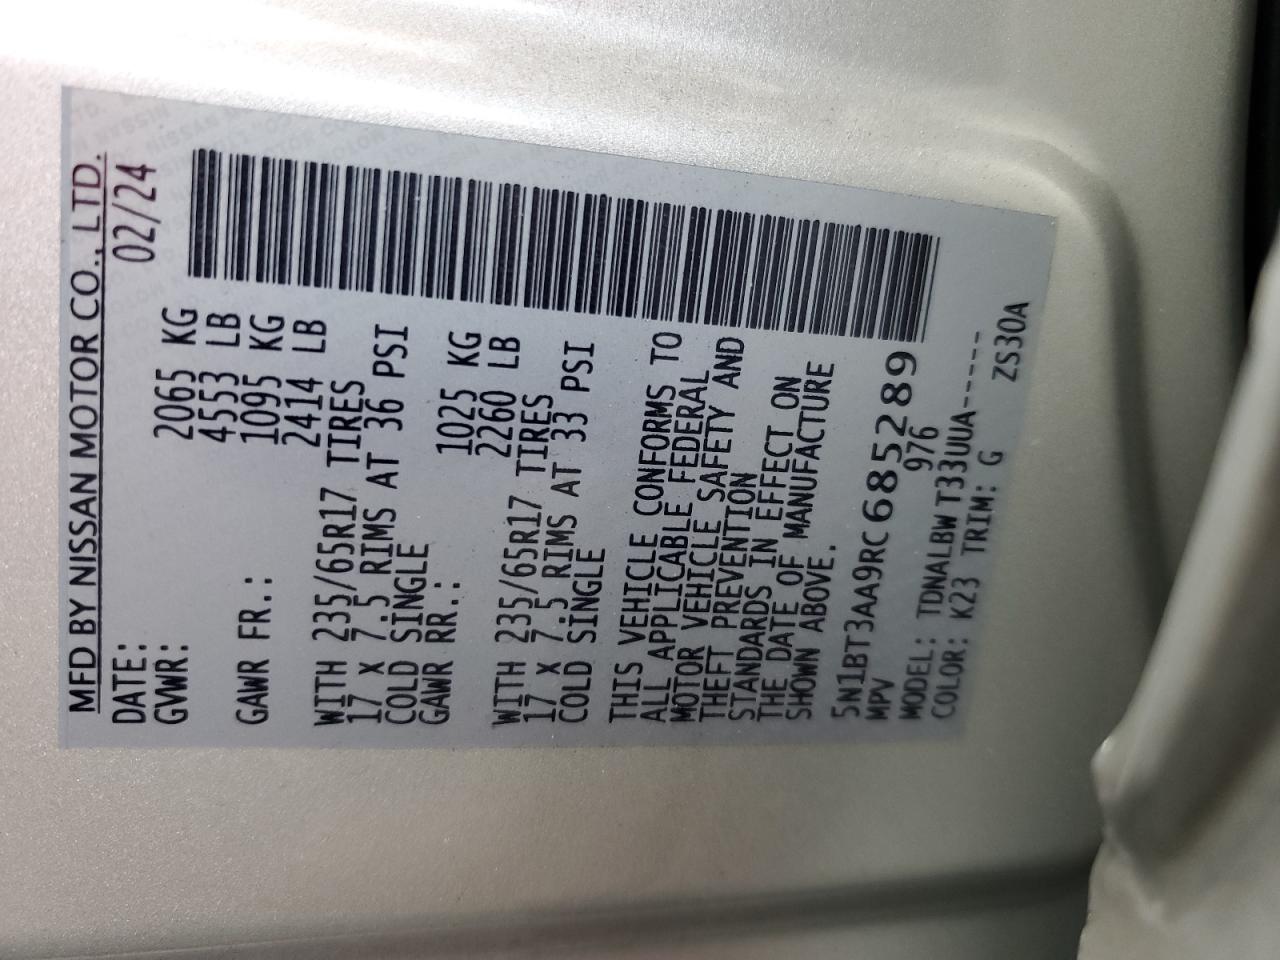 MFD BY NISSAN MOTOR CO., LTD.
DATE: 02/24
GVWR: 2065 KG
4553 LB
GAWR FR.: 1095 KG
2414 LB
WITH 235/65R17 TIRES
17 X 7.5 RIMS AT 36 PSI
COLD SINGLE
GAWR RR.: 1025 KG
2260 LB
WITH 235/65R17 TIRES
17 X 7.5 RIMS AT 33 PSI
COLD SINGLE
THIS VEHICLE CONFORMS TO
ALL APPLICABLE FEDERAL
MOTOR VEHICLE SAFETY AND
THEFT PREVENTION
STANDARDS IN EFFECT ON
THE DATE OF MANUFACTURE
SHOWN ABOVE.
5N1BT3AA9RC685289
MPV 976
MODEL: TDNALBW T33UUA-----
COLOR: K23 TRIM: G ZS30A